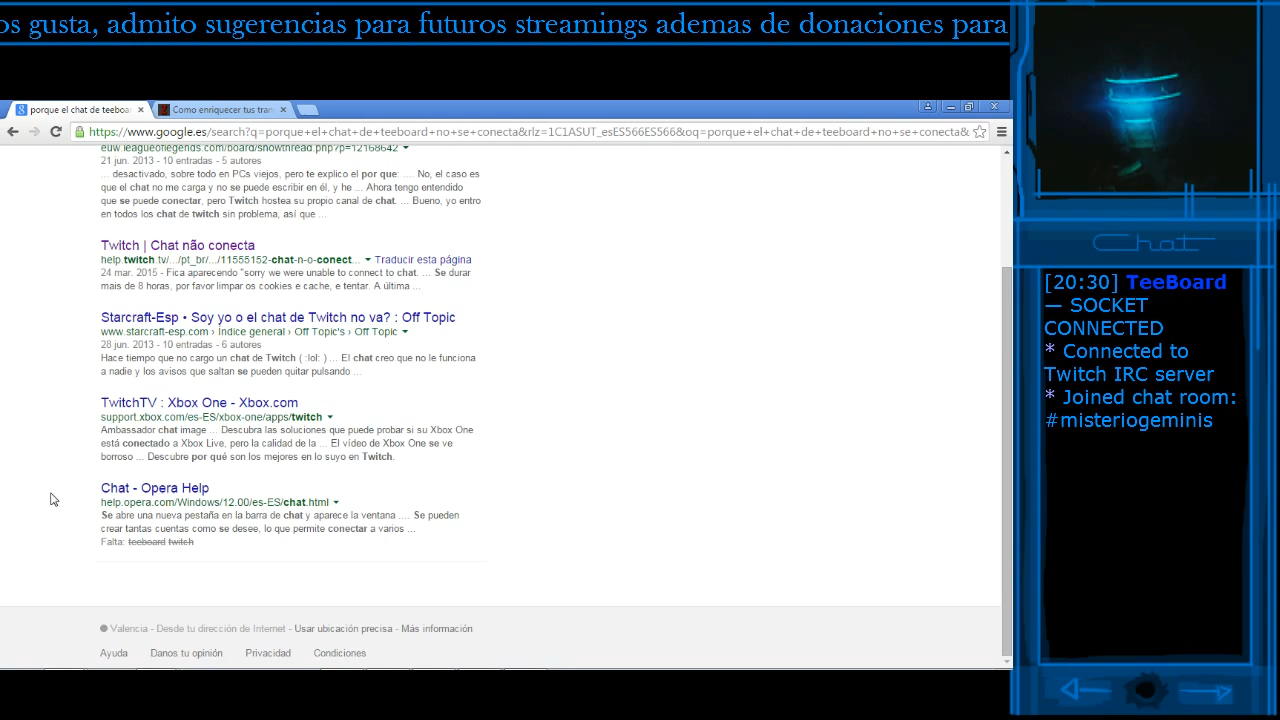 os gusta, admito sugerencias para futuros streamings ademas de donaciones para
porque el chat de teeboa
Como enriquecer tus tran
https://www.google.es/search?q=porque+el+chat+de+teeboard+no+se+conecta&rlz=1C1ASUT_esES566ES566&oq=porque+el+chat+de+teeboard+no+se+conecta&
euw.leagueoflegends.com/board/showthread.php?p=12168642
21 jun. 2013 - 10 entradas - 5 autores
... desactivado, sobre todo en PCs viejos, pero te explico el por que: .... No, el caso es
que el chat no me carga y no se puede escribir en él, y he ... Ahora tengo entendido
que se puede conectar, pero Twitch hostea su propio canal de chat. ... Bueno, yo entro
en todos los chat de twitch sin problema, así que ...
Twitch | Chat não conecta
help.twitch.tv/.../pt_br/.../11555152-chat-n-o-conect... Traducir esta página
24 mar. 2015 - Fica aparecendo "sorry we were unable to connect to chat. ... Se durar
mais de 8 horas, por favor limpar os cookies e cache, e tentar. A última ...
Starcraft-Esp • Soy yo o el chat de Twitch no va? : Off Topic
www.starcraft-esp.com › Indice general › Off Topic's › Off Topic
28 jun. 2013 - 10 entradas - 6 autores
Hace tiempo que no cargo un chat de Twitch ( :lol: ) ... El chat creo que no le funciona
a nadie y los avisos que saltan se pueden quitar pulsando ...
TwitchTV : Xbox One - Xbox.com
support.xbox.com/es-ES/xbox-one/apps/twitch
Ambassador chat image ... Descubra las soluciones que puede probar si su Xbox One
está conectado a Xbox Live, pero la calidad de la ... El vídeo de Xbox One se ve
borroso ... Descubre por qué son los mejores en lo suyo en Twitch.
Chat - Opera Help
help.opera.com/Windows/12.00/es-ES/chat.html
Se abre una nueva pestaña en la barra de chat y aparece la ventana .... Se pueden
crear tantas cuentas como se desee, lo que permite conectar a varios ...
Falta: teeboard twitch
Valencia - Desde tu dirección de Internet - Usar ubicación precisa - Más información
Ayuda Danos tu opinión Privacidad Condiciones
Chat
[20:30] TeeBoard
— SOCKET
CONNECTED
* Connected to
Twitch IRC server
* Joined chat room:
#misteriogeminis